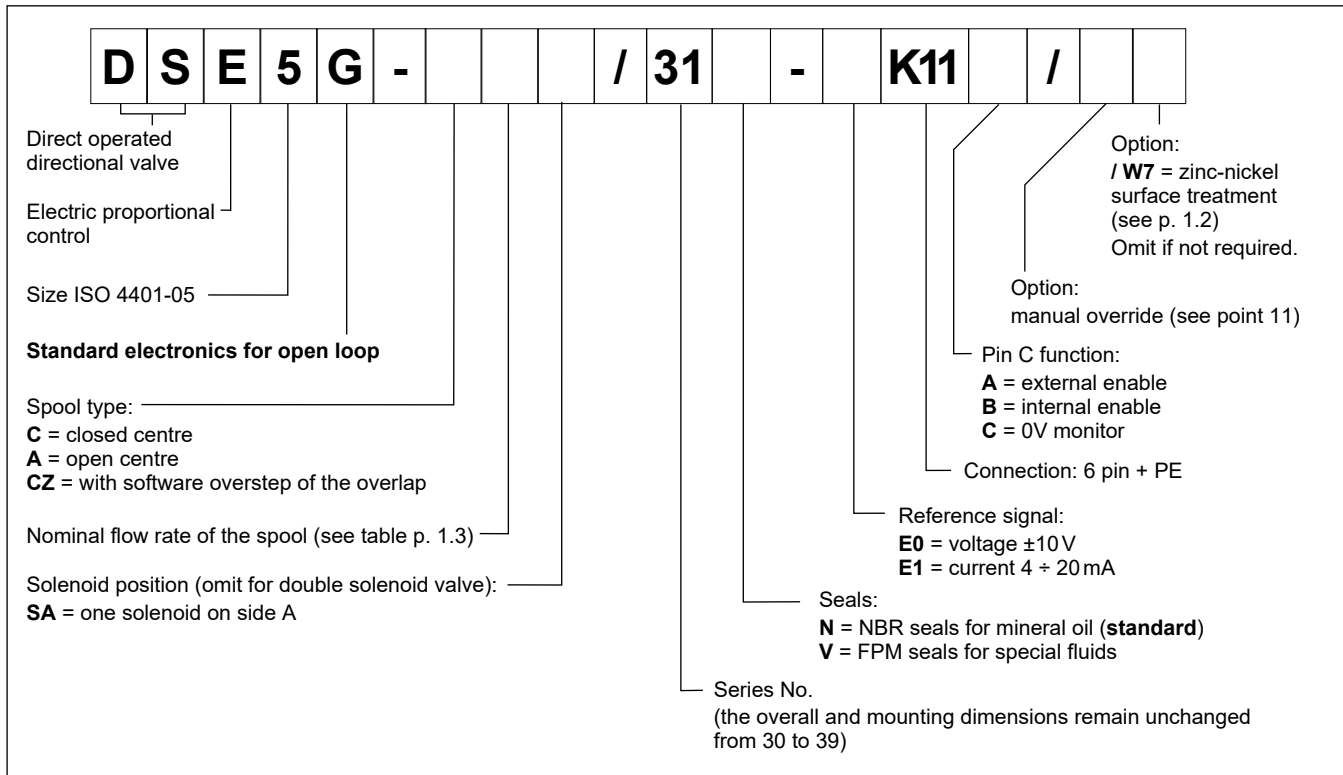 D S E 5 G - / 31 - K11 /
Direct operated
directional valve
Electric proportional
control
Size ISO 4401-05
Standard electronics for open loop
Spool type:
C = closed centre
A = open centre
CZ = with software overstep of the overlap
Nominal flow rate of the spool (see table p. 1.3)
Solenoid position (omit for double solenoid valve):
SA = one solenoid on side A
Option:
/ W7 = zinc-nickel
surface treatment
(see p. 1.2)
Omit if not required.
Option:
manual override (see point 11)
Pin C function:
A = external enable
B = internal enable
C = 0V monitor
Connection: 6 pin + PE
Reference signal:
E0 = voltage ±10 V
E1 = current 4 ÷ 20 mA
Seals:
N = NBR seals for mineral oil (standard)
V = FPM seals for special fluids
Series No.
(the overall and mounting dimensions remain unchanged
from 30 to 39)